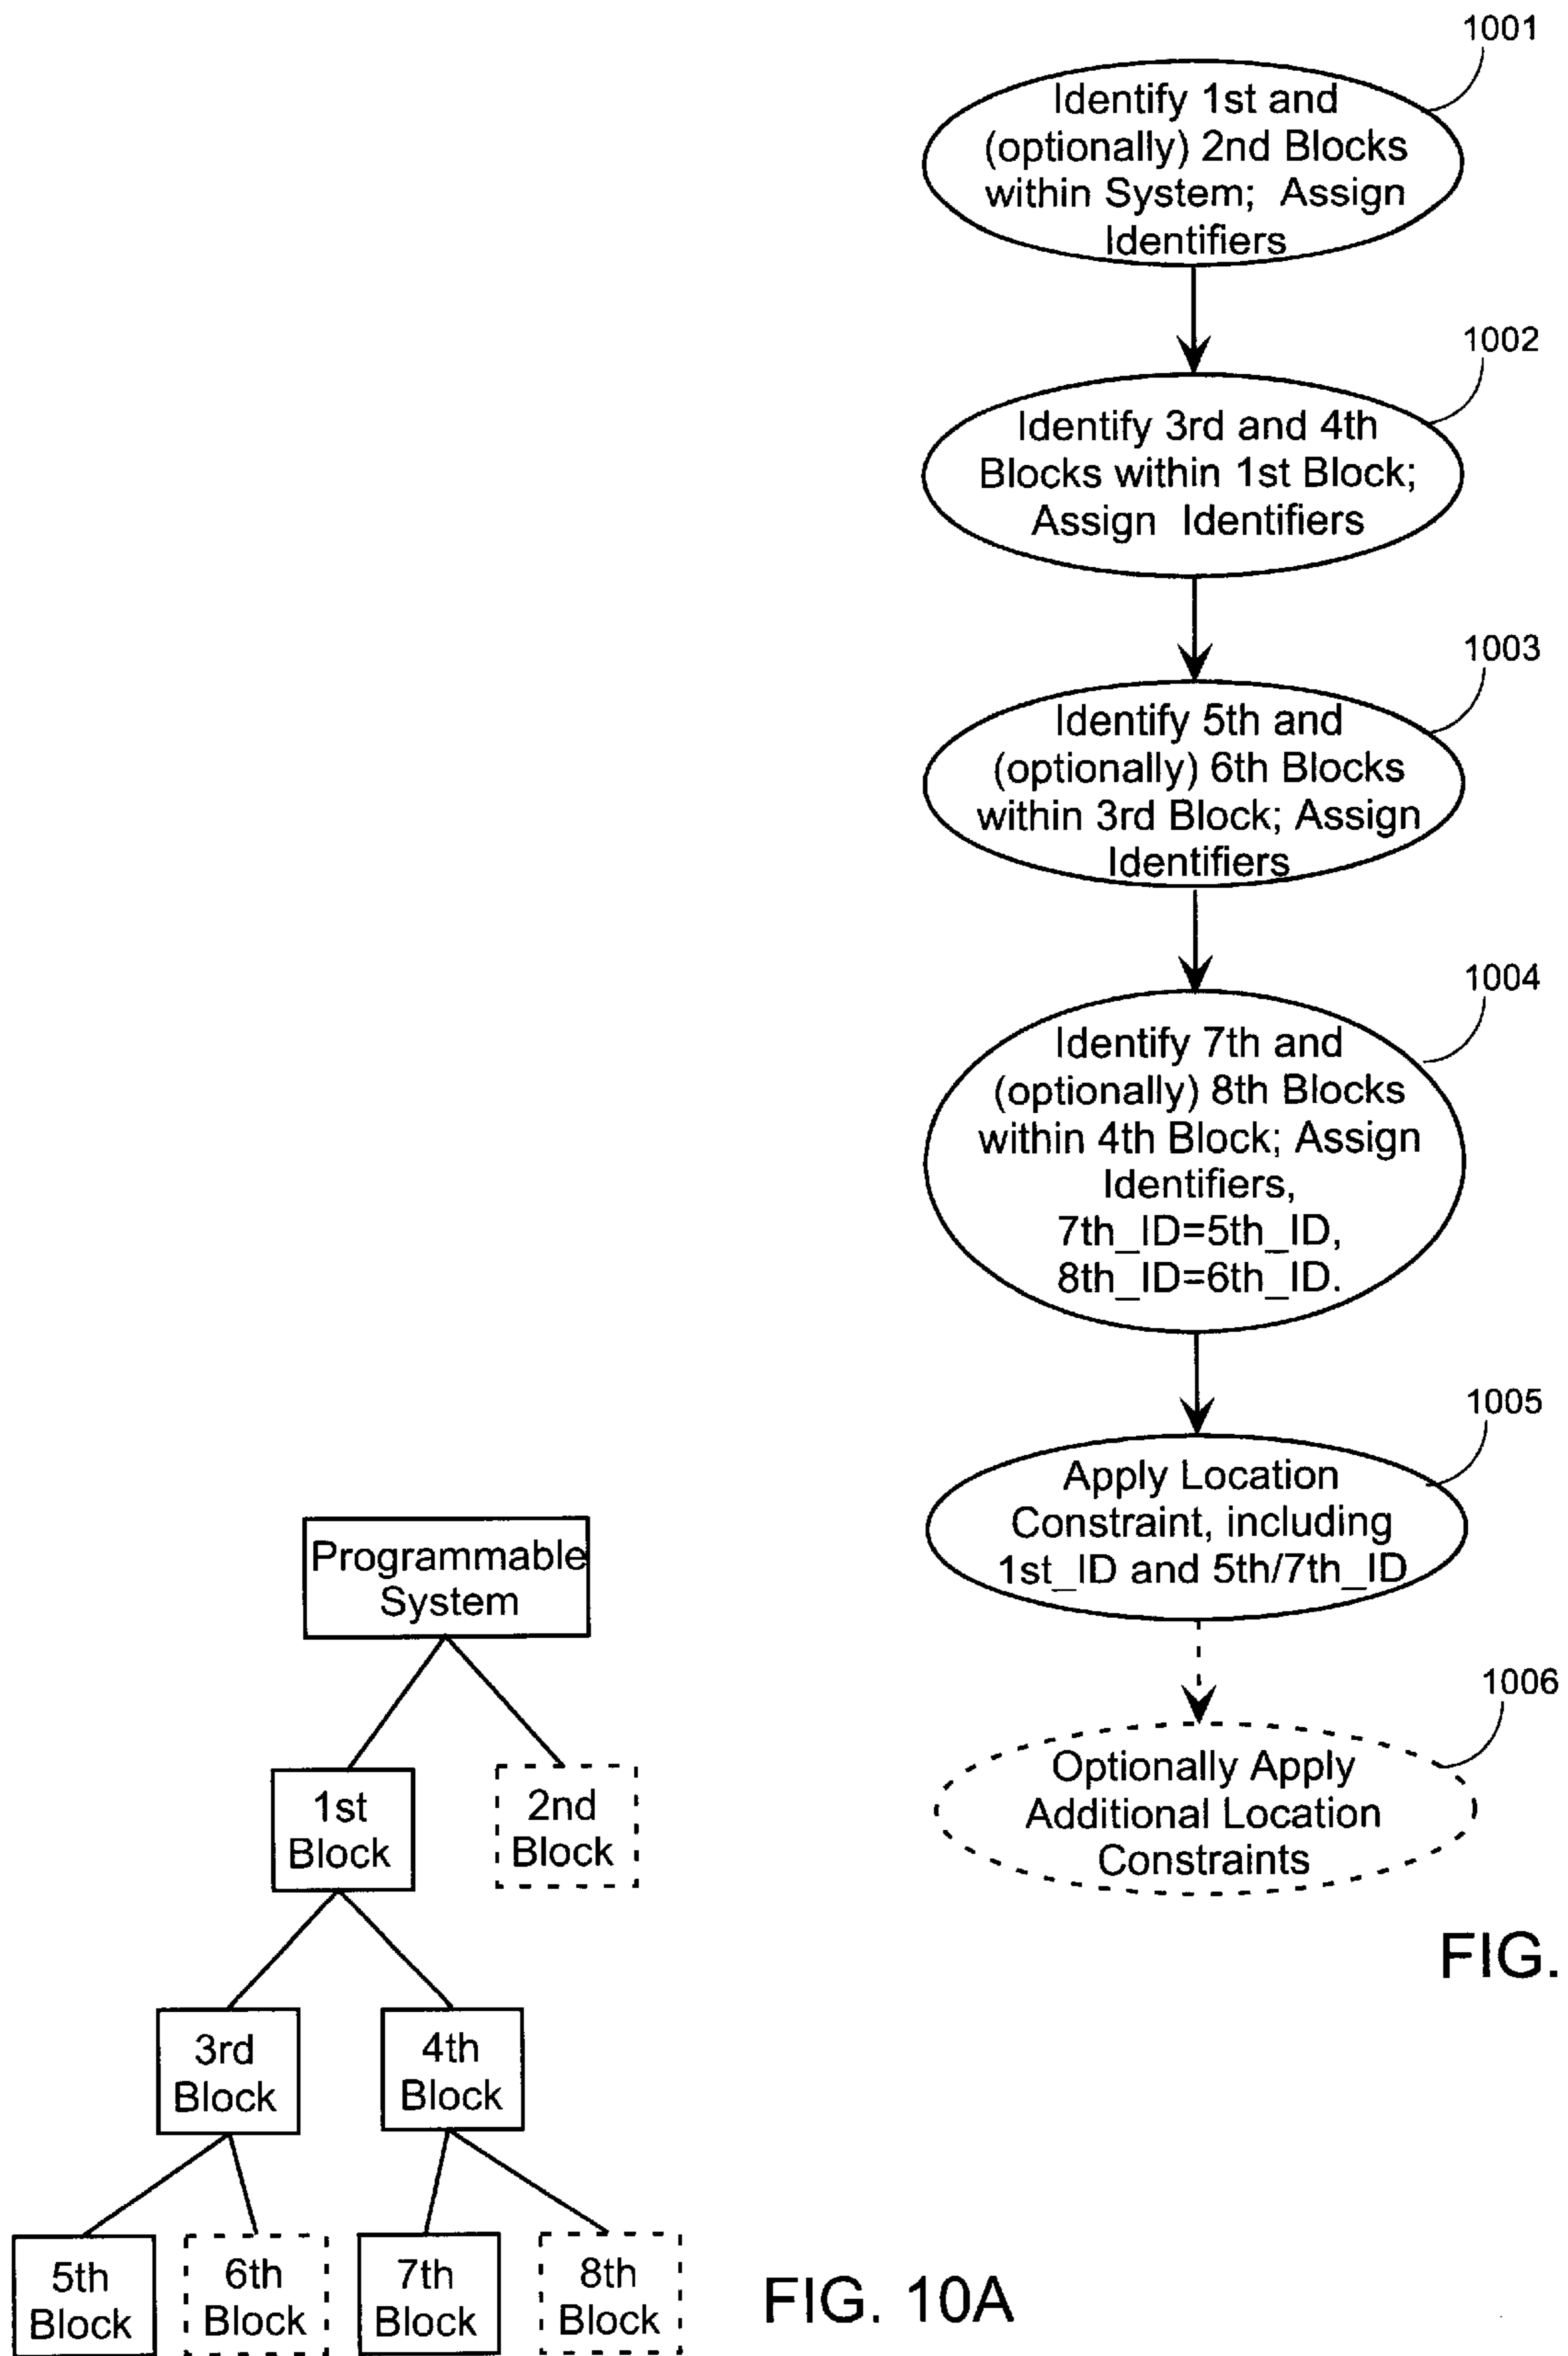 1001
Identify 1st and
(optionally) 2nd Blocks
within System; Assign
Identifiers
1002
Identify 3rd and 4th
Blocks within 1st Block;
Assign Identifiers
1003
Identify 5th and
(optionally) 6th Blocks
within 3rd Block; Assign
Identifiers
1004
Identify 7th and
(optionally) 8th Blocks
within 4th Block; Assign
Identifiers,
7th_ID=5th_ID,
8th_ID=6th_ID.
1005
Apply Location
Constraint, including
1st_ID and 5th/7th_ID
1006
Optionally Apply
Additional Location
Constraints
FIG.
Programmable
System
1st
Block
2nd
Block
3rd
Block
4th
Block
5th
Block
6th
Block
7th
Block
8th
Block
FIG. 10A